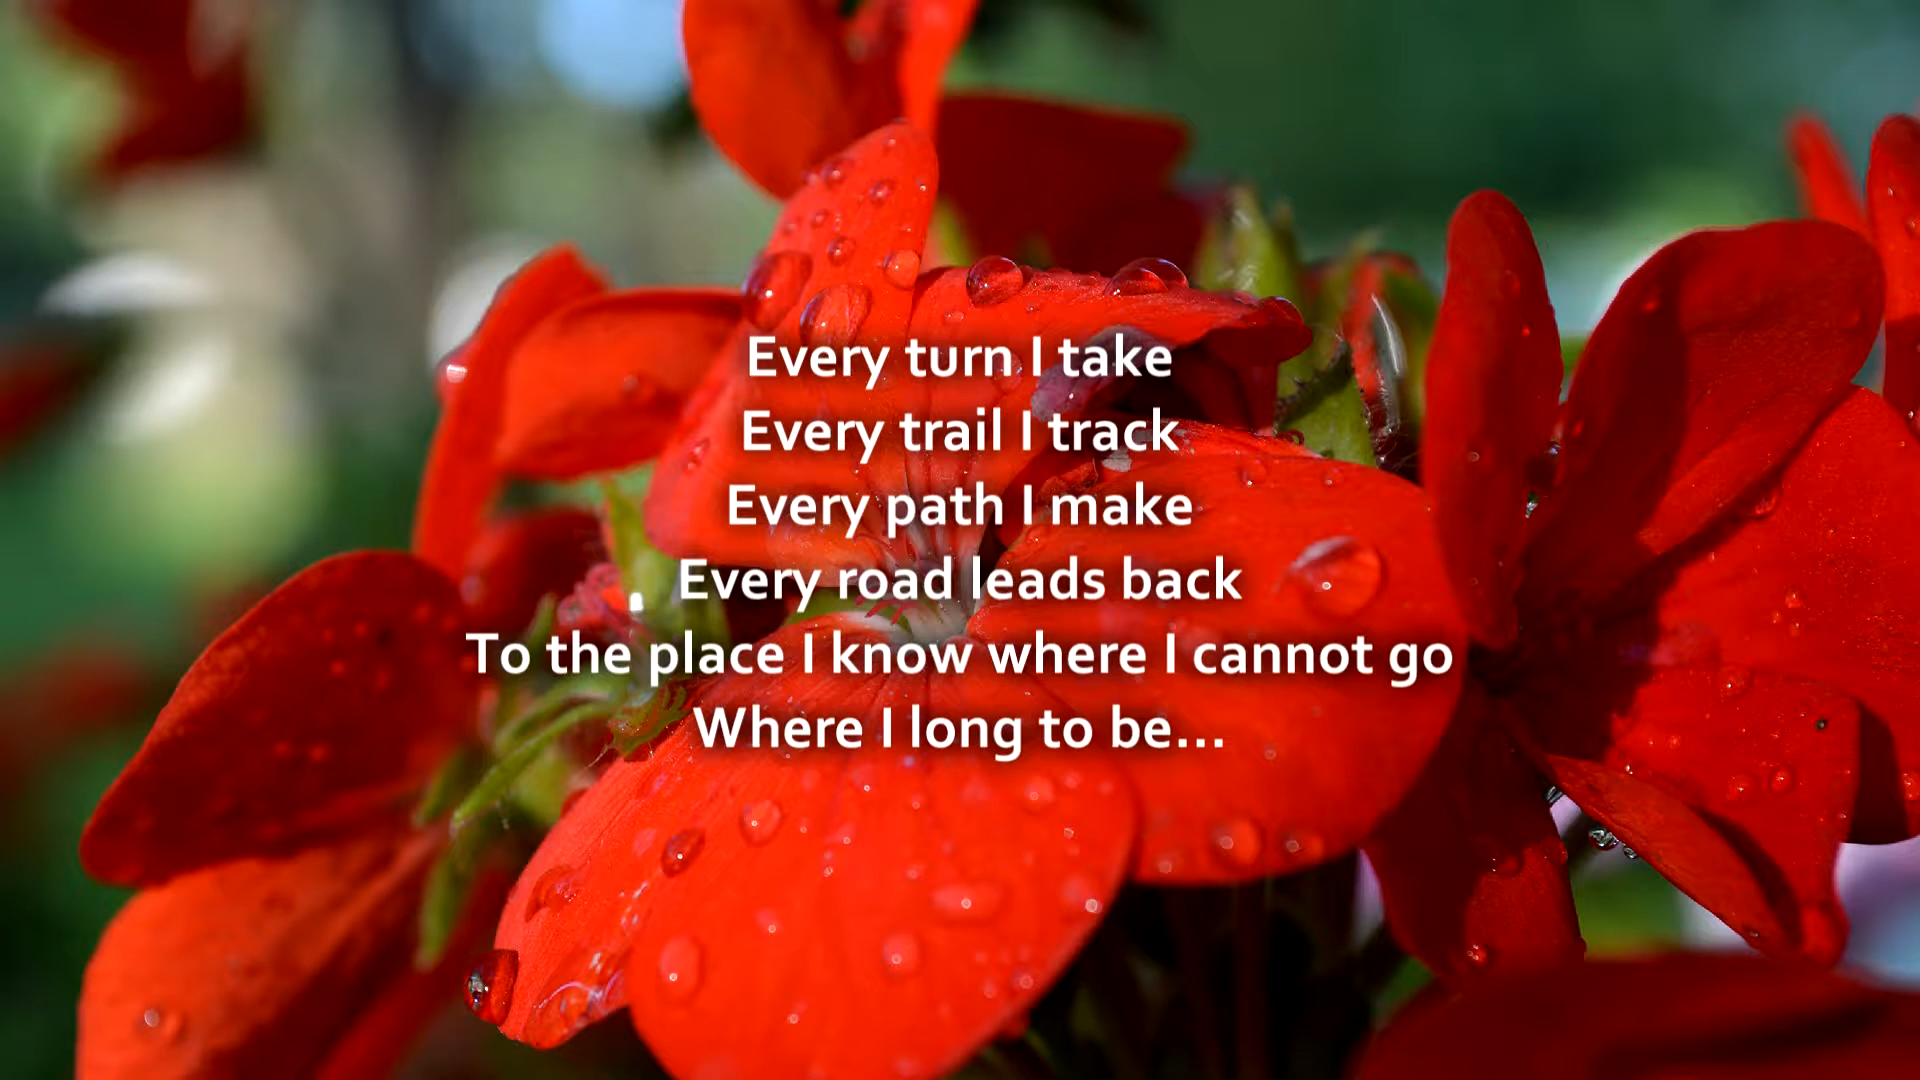 Every turn I take
Every trail I track
Every path I make
Every road leads back
To the place I know where I cannot go
Where I long to be...